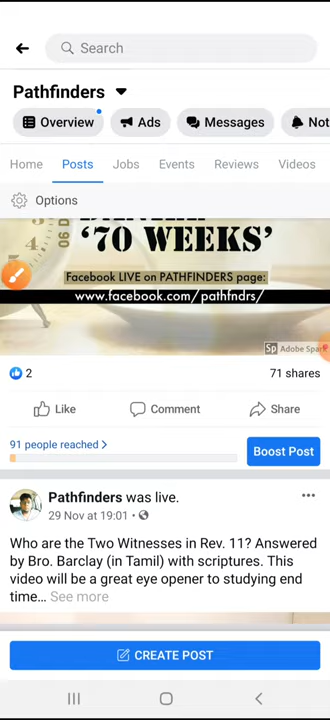 Search
Pathfinders
Overview Ads Messages Not
Home Posts Jobs Events Reviews Videos
Options
'70 WEEKS'
06 D
Facebook LIVE on PATHFINDERS page:
www.facebook.com/pathfndrs/
Sp Adobe Spark
2 71 shares
Like Comment Share
91 people reached
Boost Post
Pathfinders was live.
29 Nov at 19:01
Who are the Two Witnesses in Rev. 11? Answered
by Bro. Barclay (in Tamil) with scriptures. This
video will be a great eye opener to studying end
time... See more
CREATE POST